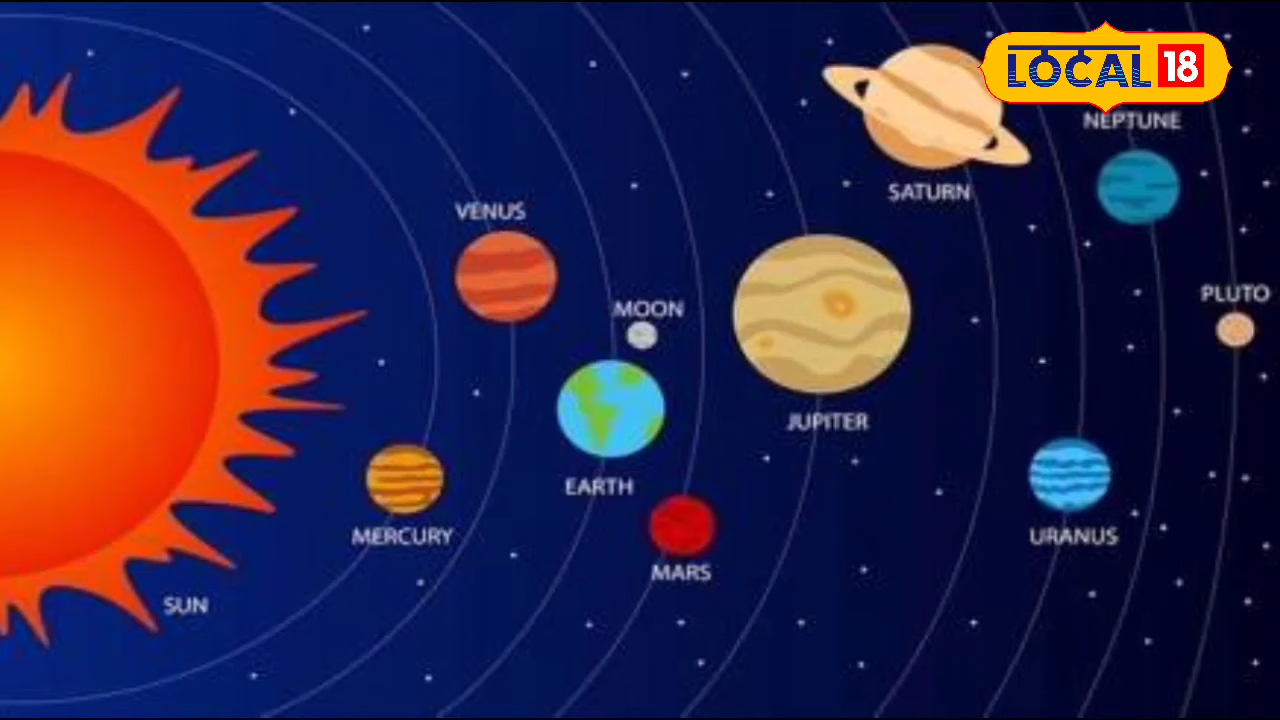 LOCAL 18
NEPTUNE
SATURN
VENUS
PLUTO
MOON
JUPITER
EARTH
MERCURY
URANUS
MARS
SUN